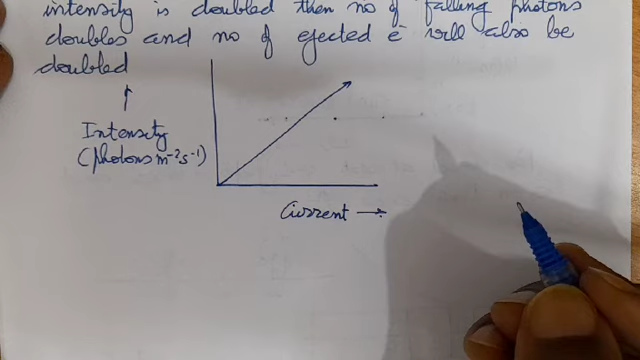 intensity is doubled then no of falling photons
doubles and no of ejected e⁻ will also be
doubled
Intensity
(photons m⁻² s⁻¹)
Current →